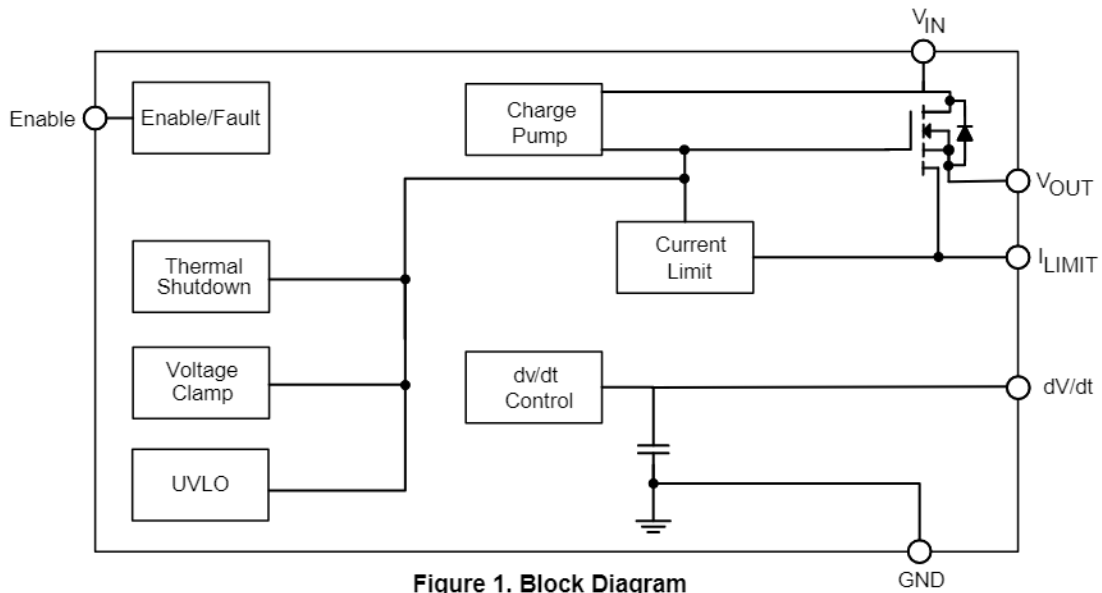 VIN
Enable
Enable/Fault
Charge
Pump
VOUT
Thermal
Shutdown
Current
Limit
ILIMIT
Voltage
Clamp
dv/dt
Control
dV/dt
UVLO
GND
Figure 1. Block Diagram